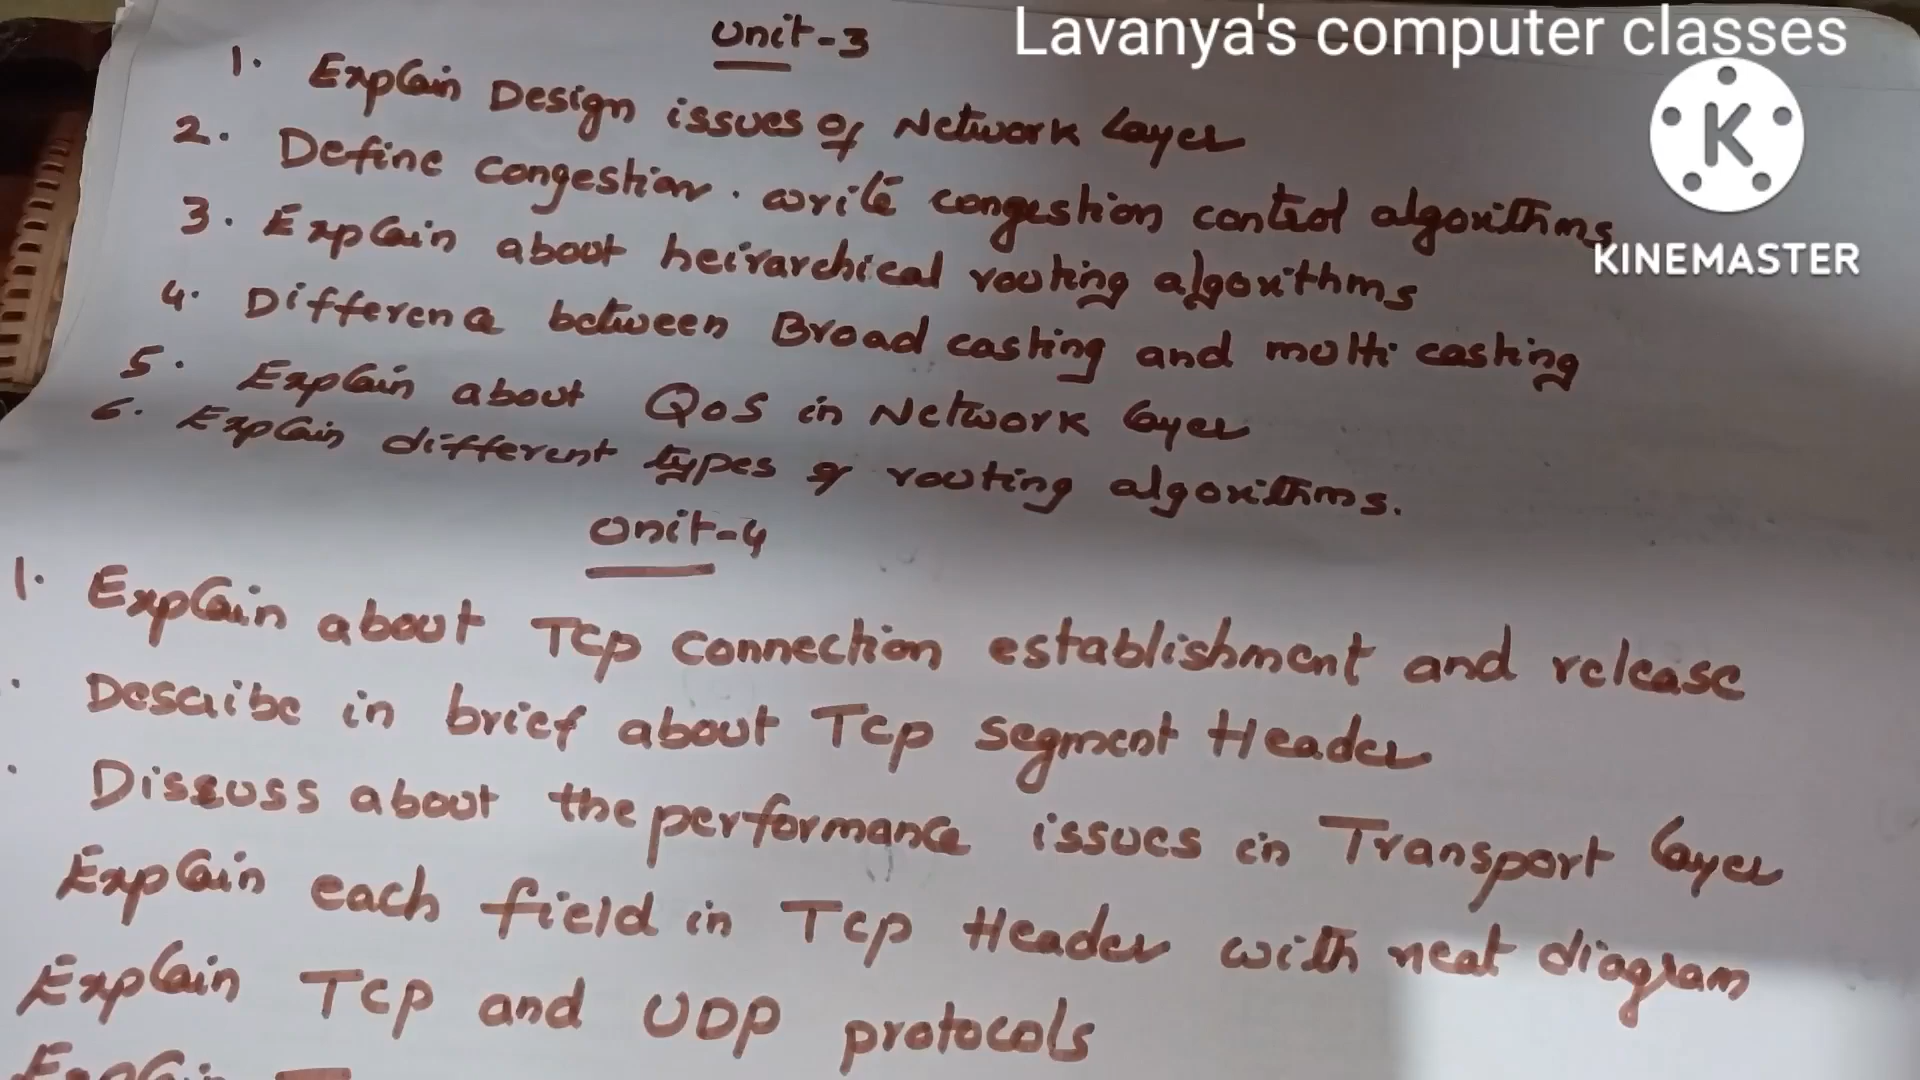 Lavanya's computer classes
K
KINEMASTER
Unit-3
1. Explain Design issues of Network Layer
2. Define congestion. write congestion control algorithms
3. Explain about heirarchical routing algorithms
4. Difference between Broad casting and multi casting
5. Explain about QoS in Network layer
6. Explain different types of routing algorithms.
Unit-4
1. Explain about TCP connection establishment and release
Describe in brief about TCP segment Header
Discuss about the performance issues in Transport layer
Explain each field in TCP Header with neat diagram
Explain TCP and UDP protocols